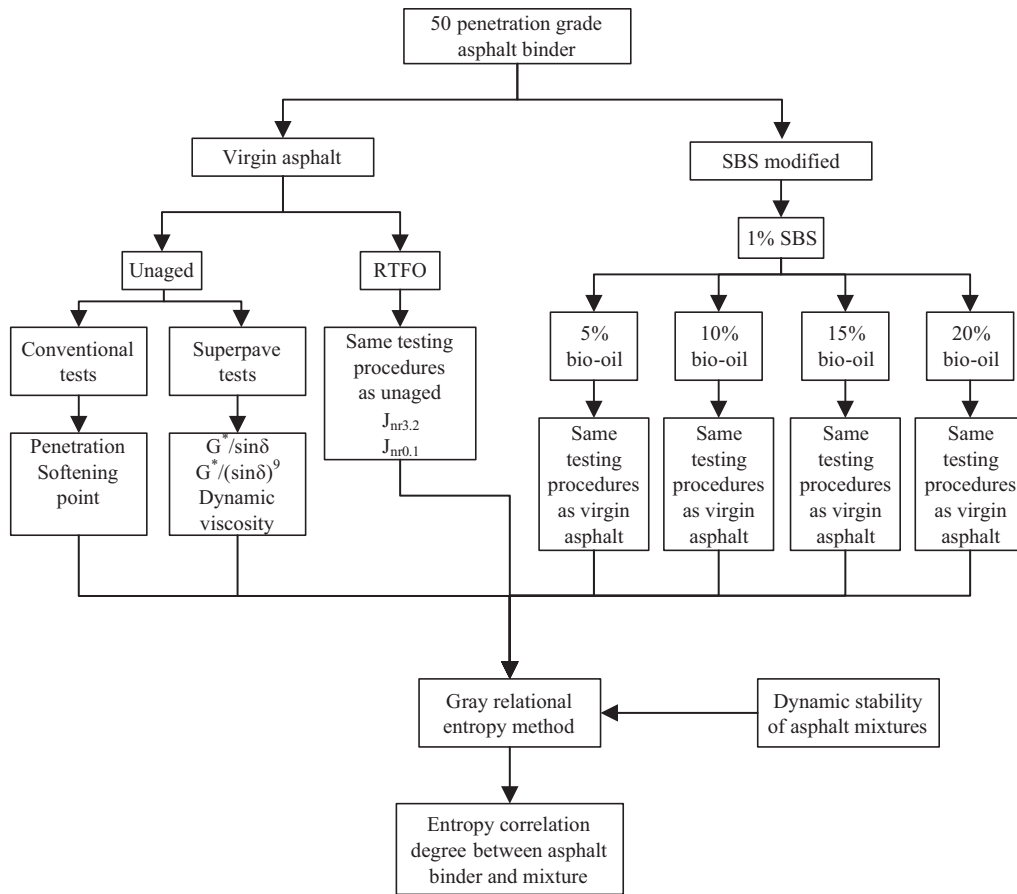 50 penetration grade
asphalt binder
Virgin asphalt
SBS modified
1% SBS
Unaged
RTFO
Conventional
tests
Superpave
tests
Same testing
procedures
as unaged
J_nr3.2
J_nr0.1
5%
bio-oil
10%
bio-oil
15%
bio-oil
20%
bio-oil
Penetration
Softening
point
G*/sinδ
G*/(sinδ)⁹
Dynamic
viscosity
Same
testing
procedures
as virgin
asphalt
Same
testing
procedures
as virgin
asphalt
Same
testing
procedures
as virgin
asphalt
Same
testing
procedures
as virgin
asphalt
Gray relational
entropy method
Dynamic stability
of asphalt mixtures
Entropy correlation
degree between asphalt
binder and mixture